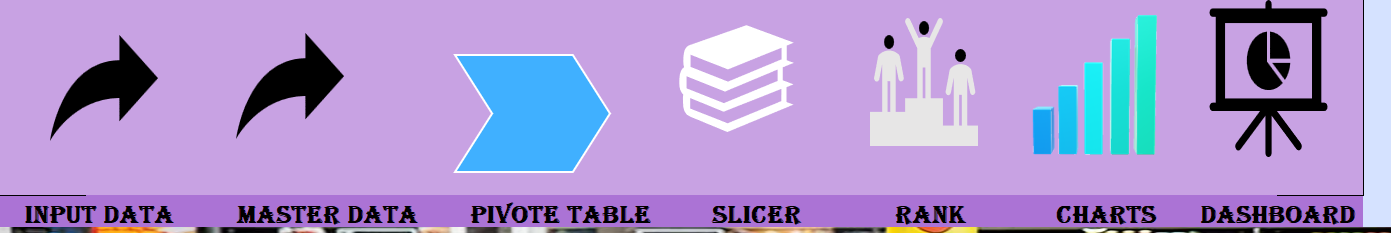 INPUT DATA MASTER DATA PIVOTE TABLE SLICER RANK CHARTS DASHBOARD